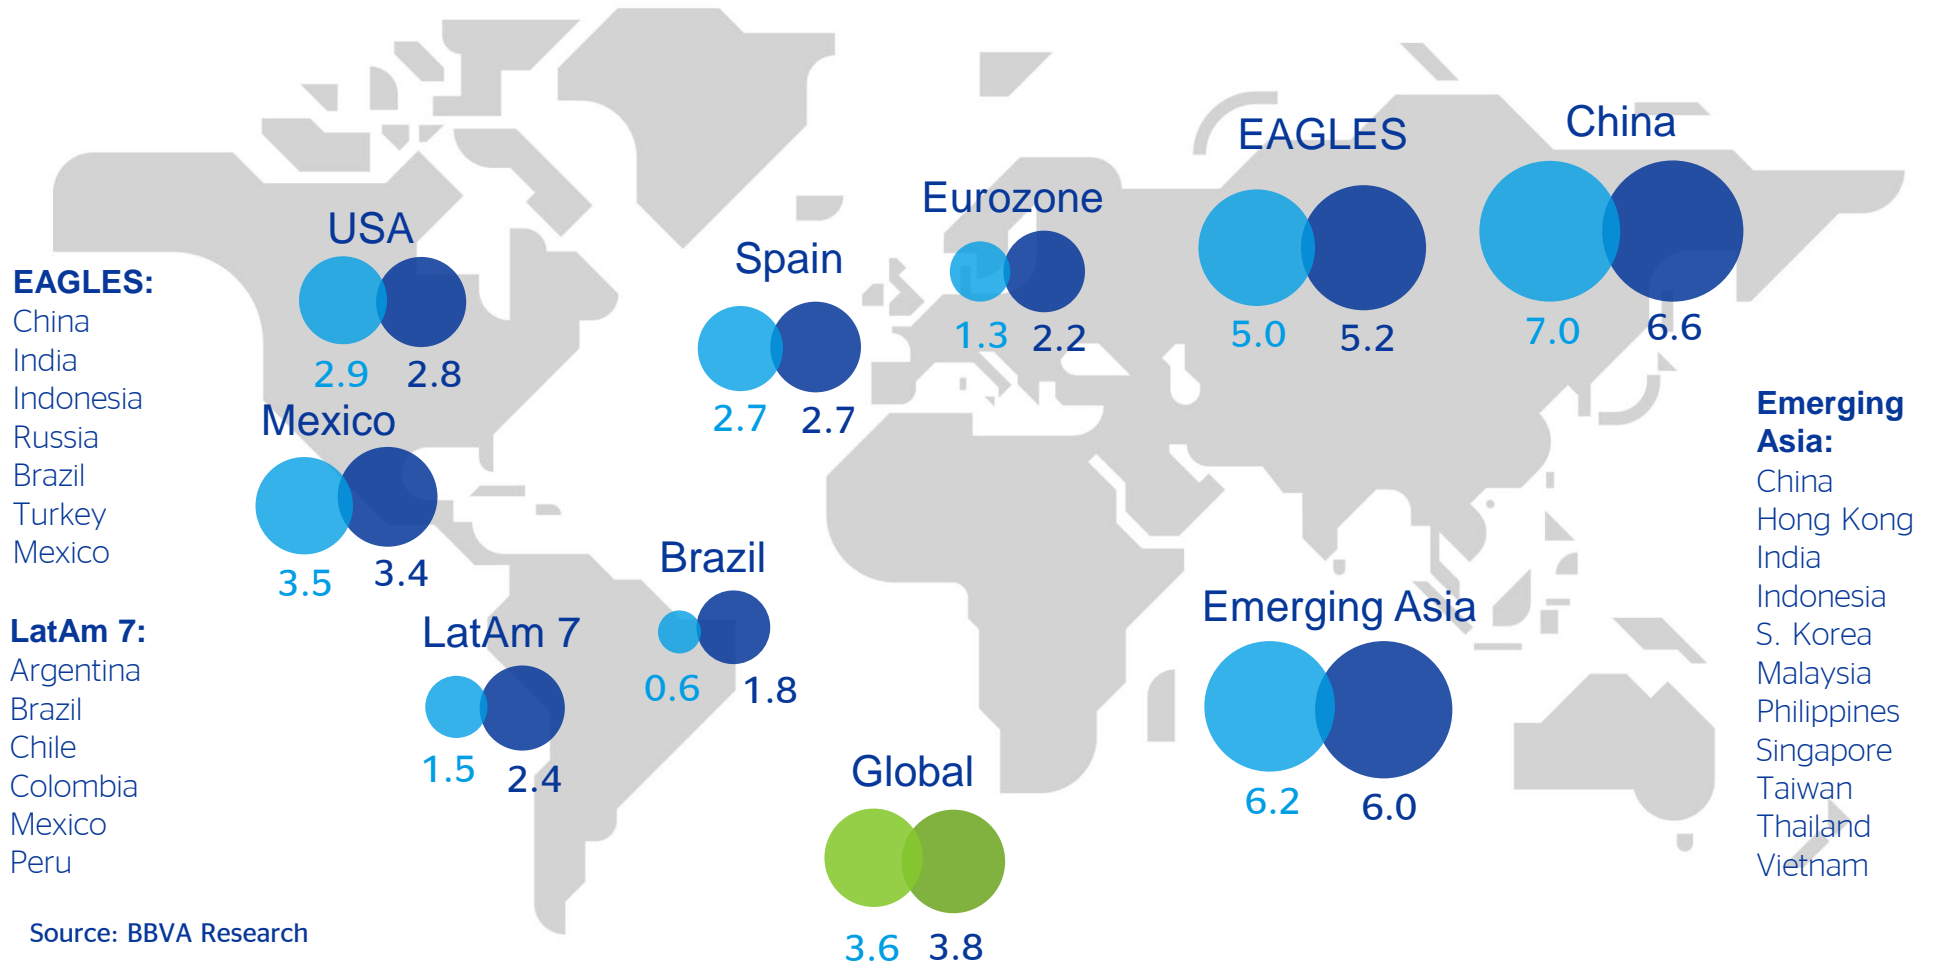 EAGLES:
China
India
Indonesia
Russia
Brazil
Turkey
Mexico
LatAm 7:
Argentina
Brazil
Chile
Colombia
Mexico
Peru
Source: BBVA Research
USA
2.9 2.8
Mexico
3.5 3.4
LatAm 7
1.5 2.4
Spain
2.7 2.7
Brazil
0.6 1.8
Global
3.6 3.8
Eurozone
1.3 2.2
EAGLES
5.0 5.2
China
7.0 6.6
Emerging Asia
6.2 6.0
Emerging
Asia:
China
Hong Kong
India
Indonesia
S. Korea
Malaysia
Philippines
Singapore
Taiwan
Thailand
Vietnam